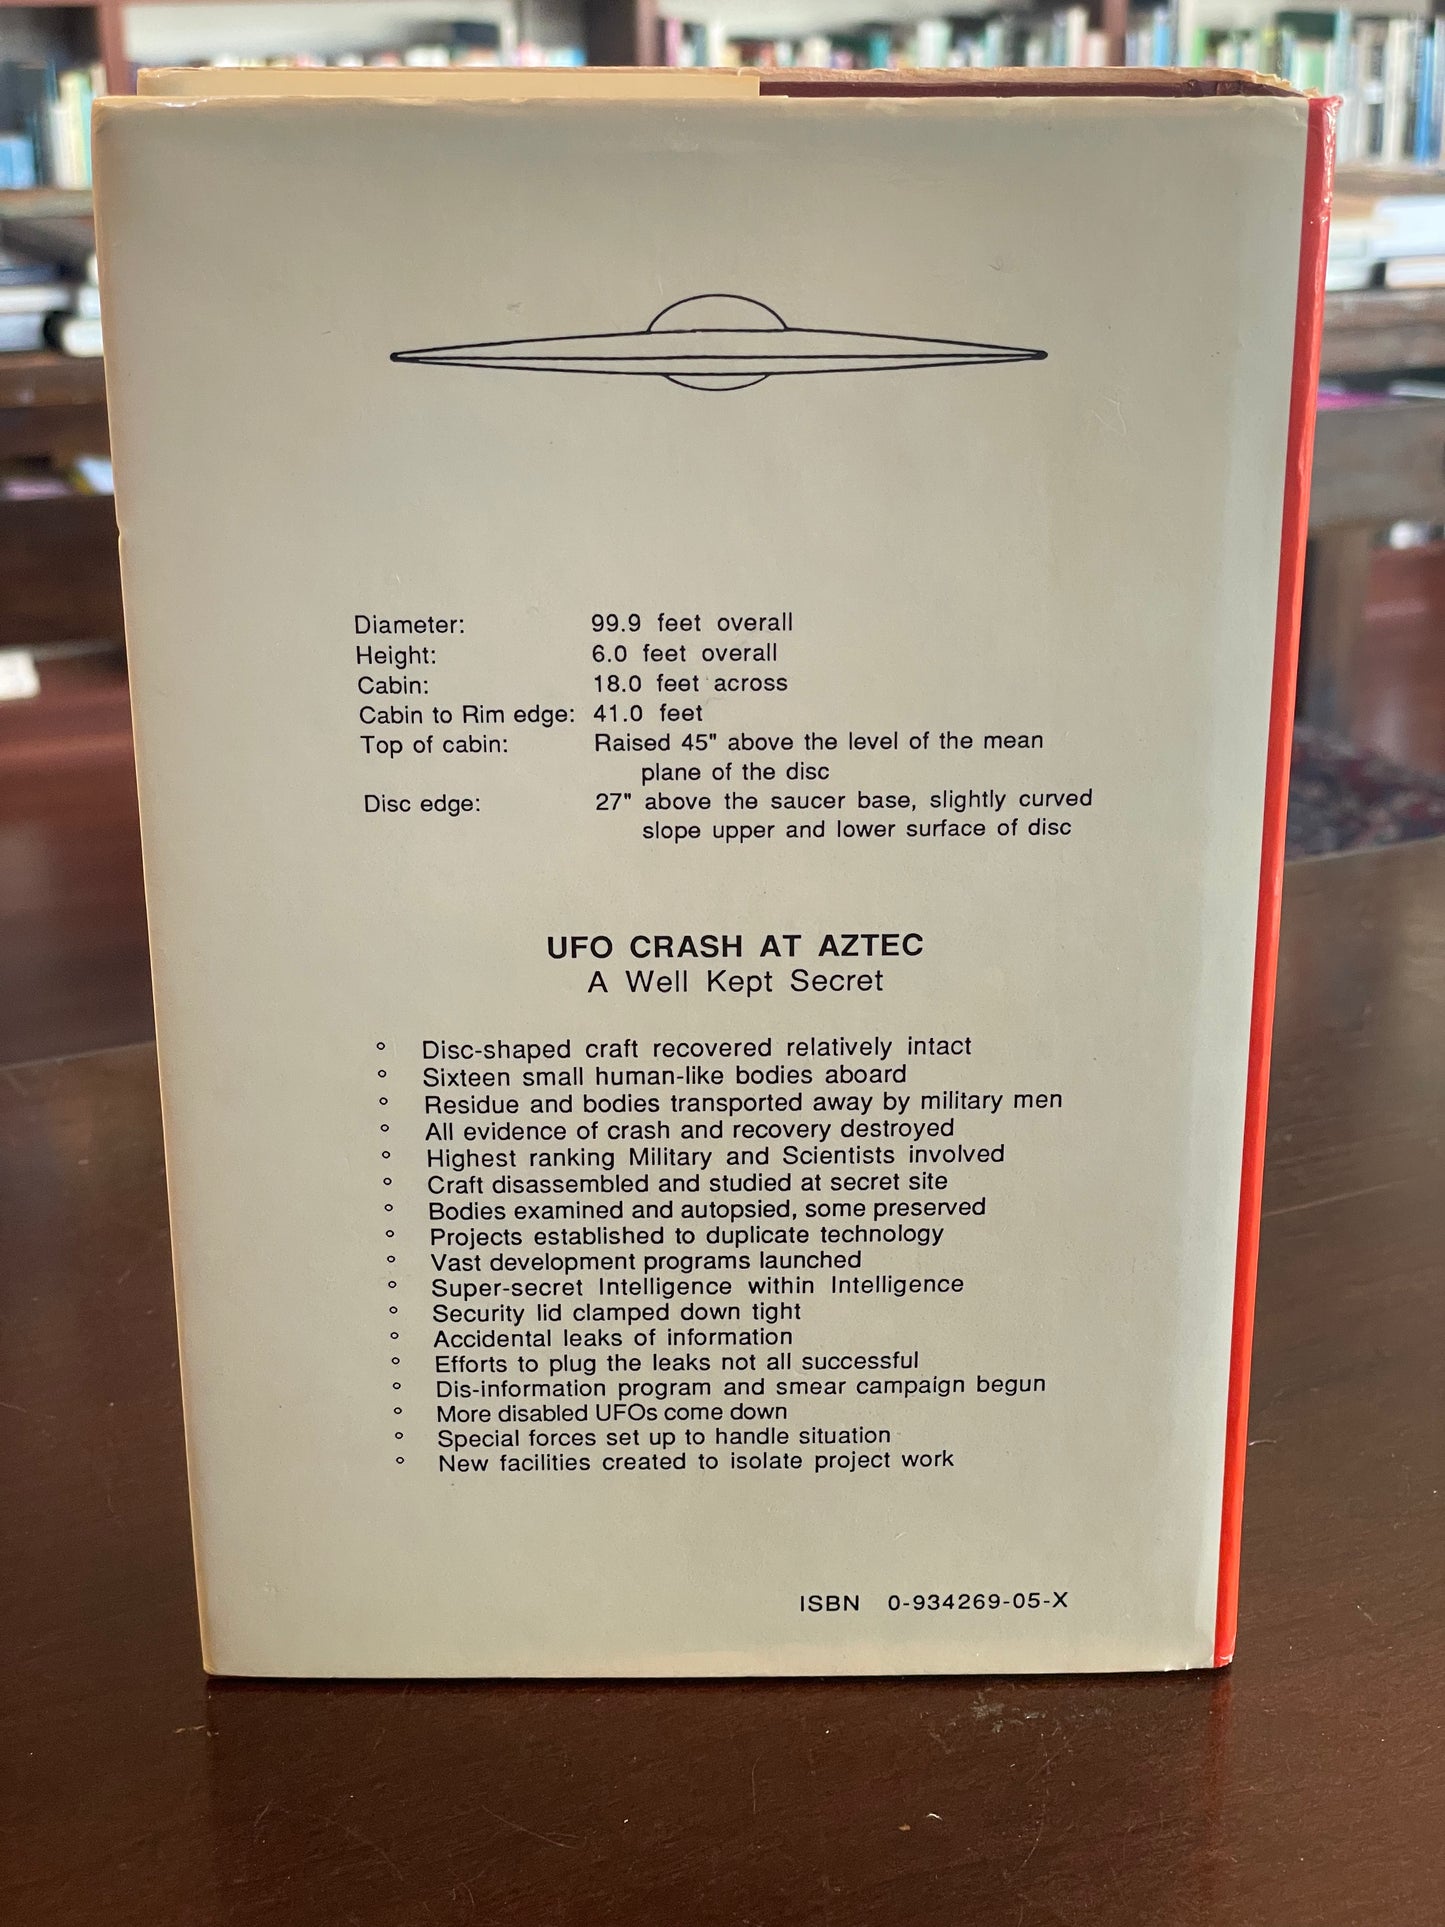 Diameter: 99.9 feet overall
Height: 6.0 feet overall
Cabin: 18.0 feet across
Cabin to Rim edge: 41.0 feet
Top of cabin: Raised 45" above the level of the mean
plane of the disc
Disc edge: 27" above the saucer base, slightly curved
slope upper and lower surface of disc
UFO CRASH AT AZTEC
A Well Kept Secret
° Disc-shaped craft recovered relatively intact
° Sixteen small human-like bodies aboard
° Residue and bodies transported away by military men
° All evidence of crash and recovery destroyed
° Highest ranking Military and Scientists involved
° Craft disassembled and studied at secret site
° Bodies examined and autopsied, some preserved
° Projects established to duplicate technology
° Vast development programs launched
° Super-secret Intelligence within Intelligence
° Security lid clamped down tight
° Accidental leaks of information
° Efforts to plug the leaks not all successful
° Dis-information program and smear campaign begun
° More disabled UFOs come down
° Special forces set up to handle situation
° New facilities created to isolate project work
ISBN 0-934269-05-X